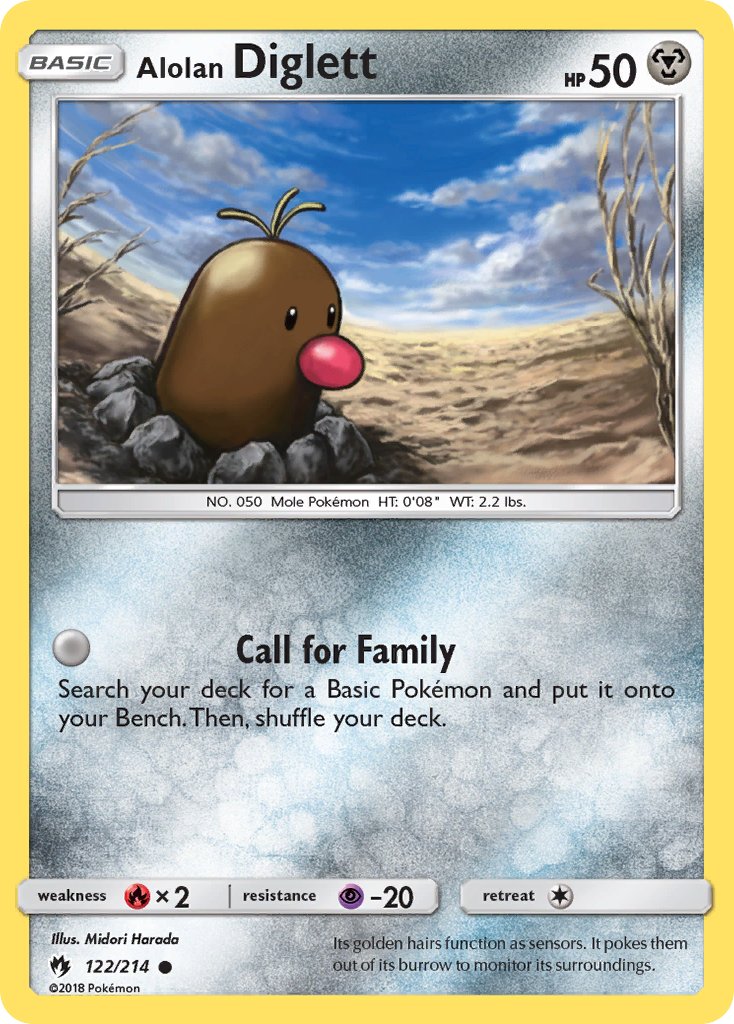 BASIC Alolan Diglett HP 50
NO. 050 Mole Pokémon HT: 0'08" WT: 2.2 lbs.
Call for Family
Search your deck for a Basic Pokémon and put it onto
your Bench. Then, shuffle your deck.
weakness ×2 resistance -20 retreat
Illus. Midori Harada
122/214
©2018 Pokémon
Its golden hairs function as sensors. It pokes them
out of its burrow to monitor its surroundings.